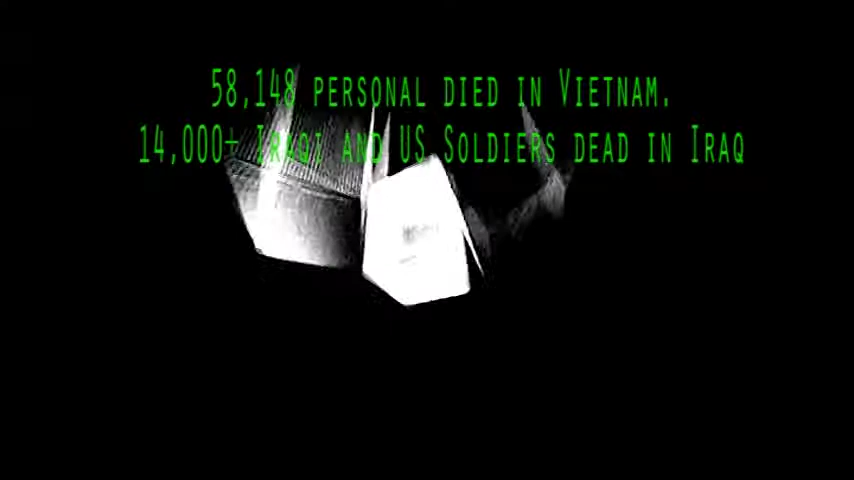 58,148 personal died in Vietnam.
14,000+ Iraqi and US Soldiers dead in Iraq